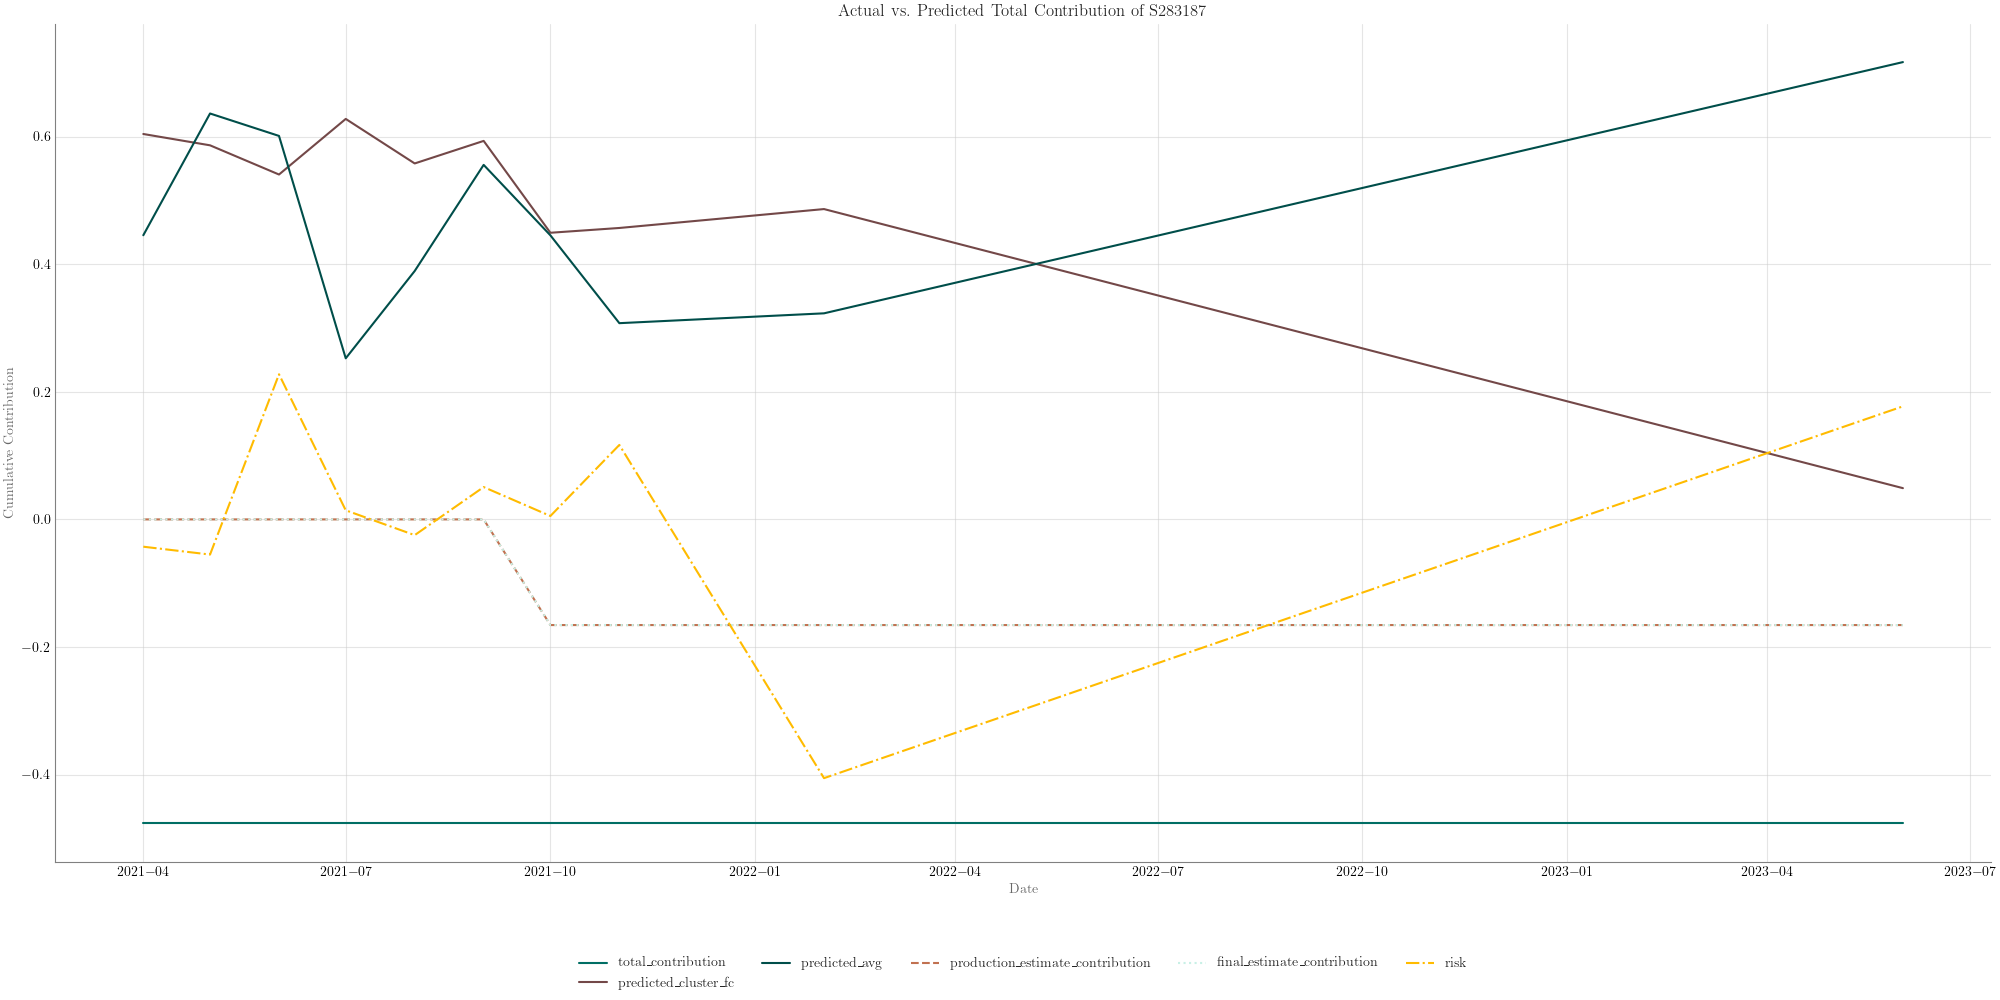 Actual vs. Predicted Total Contribution of S283187
Cumulative Contribution
0.6
0.4
0.2
0.0
−0.2
−0.4
2021−04 2021−07 2021−10 2022−01 2022−04 2022−07 2022−10 2023−01 2023−04 2023−07
Date
total_contribution predicted_avg production_estimate_contribution final_estimate_contribution risk
predicted_cluster_fc